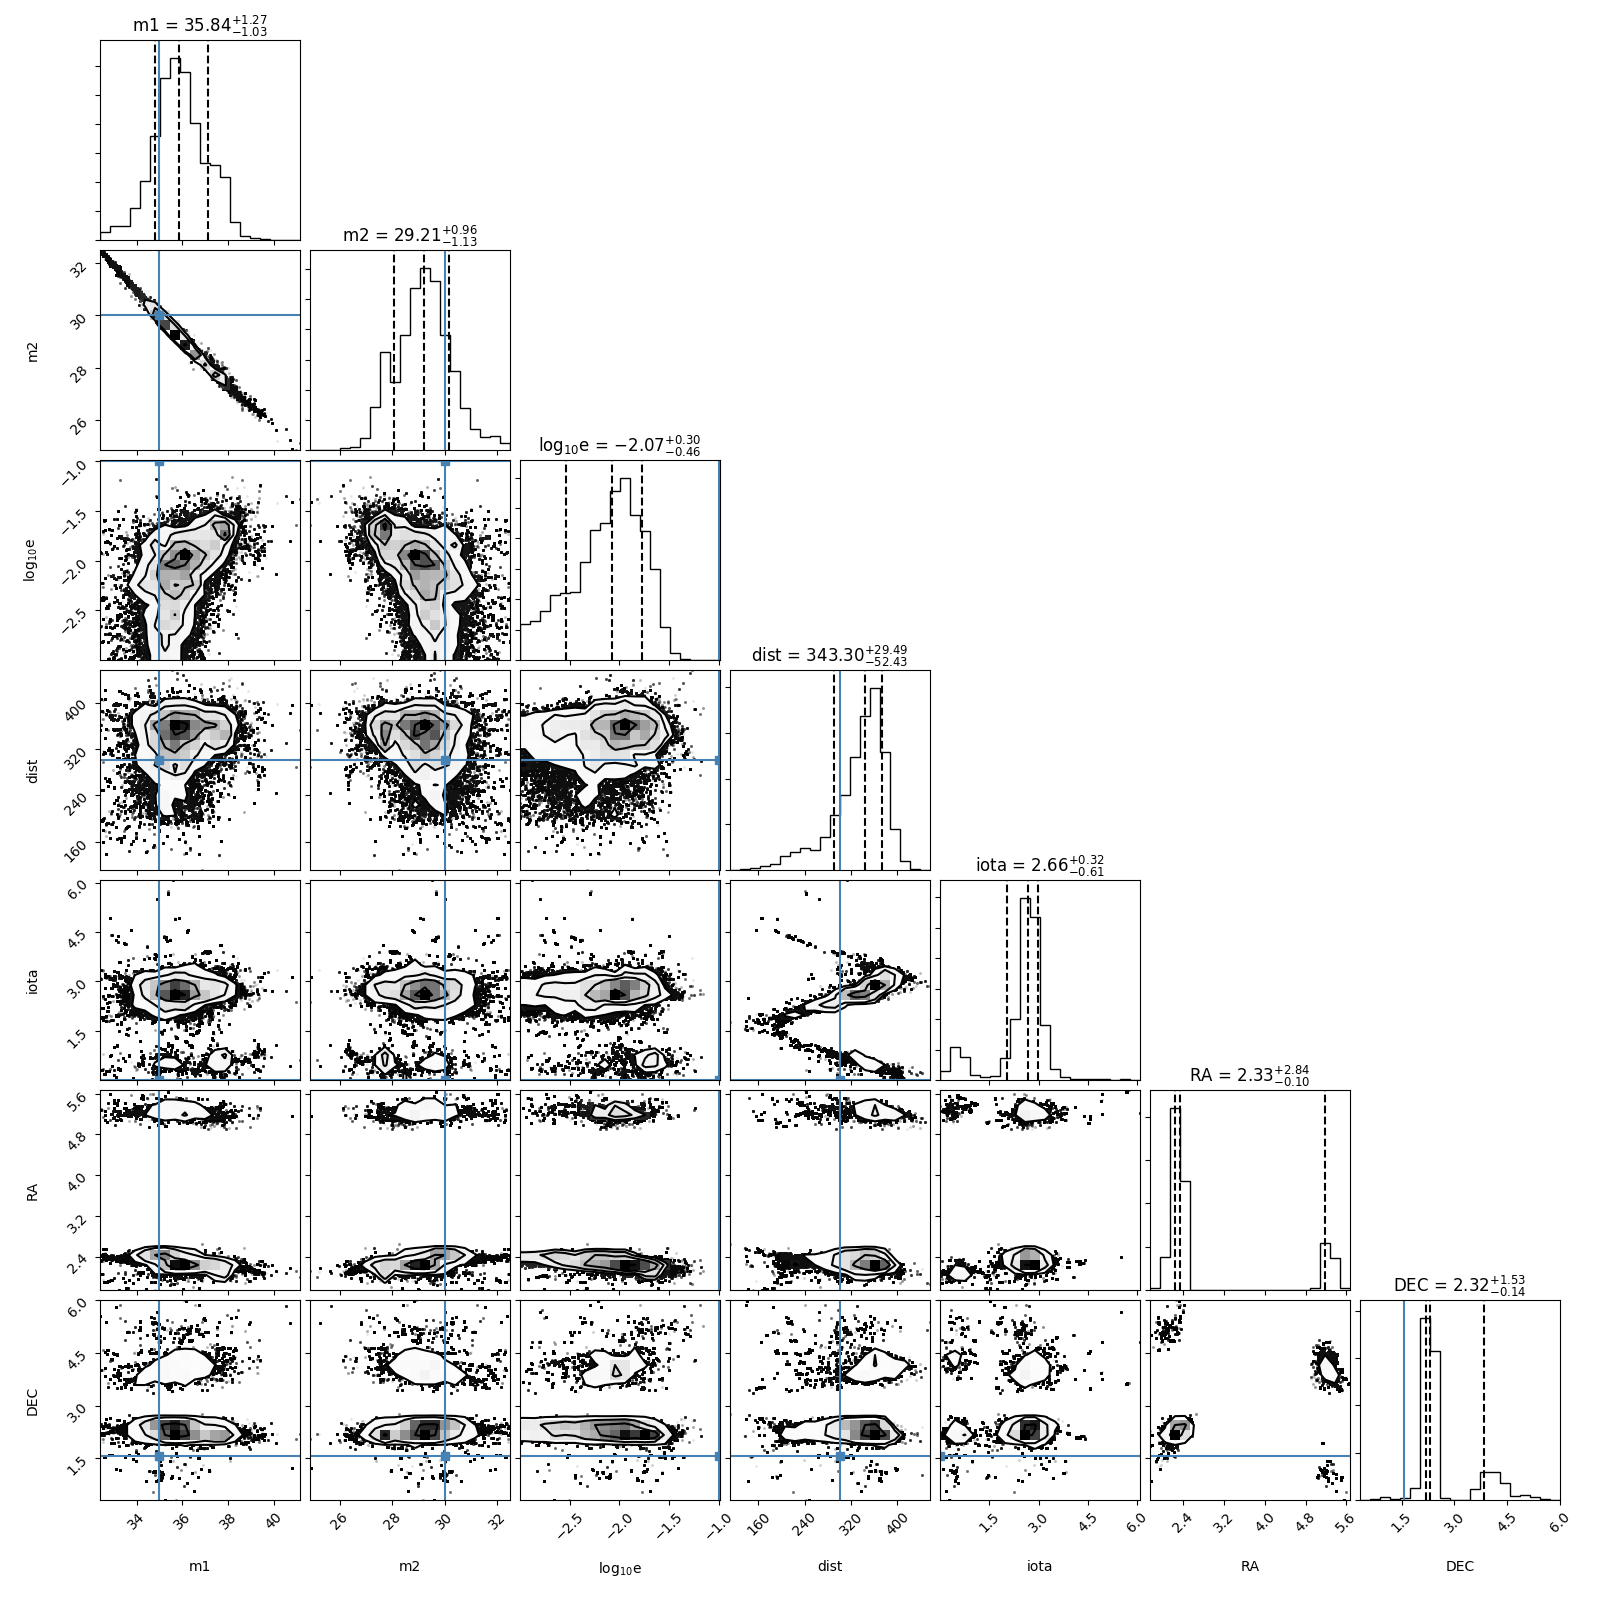 m1 = 35.84 +1.27 −1.03
m2 = 29.21 +0.96 −1.13
32
30
28
26
m2
log10e = −2.07 +0.30 −0.46
−1.0
−1.5
−2.0
−2.5
log10e
dist = 343.30 +29.49 −52.43
400
320
240
160
dist
iota = 2.66 +0.32 −0.61
6.0
4.5
3.0
1.5
iota
RA = 2.33 +2.84 −0.10
5.6
4.8
4.0
3.2
2.4
RA
DEC = 2.32 +1.53 −0.14
6.0
4.5
3.0
1.5
DEC
34 36 38 40 26 28 30 32 −2.5 −2.0 −1.5 −1.0 160 240 320 400 1.5 3.0 4.5 6.0 2.4 3.2 4.0 4.8 5.6 1.5 3.0 4.5 6.0
m1 m2 log10e dist iota RA DEC